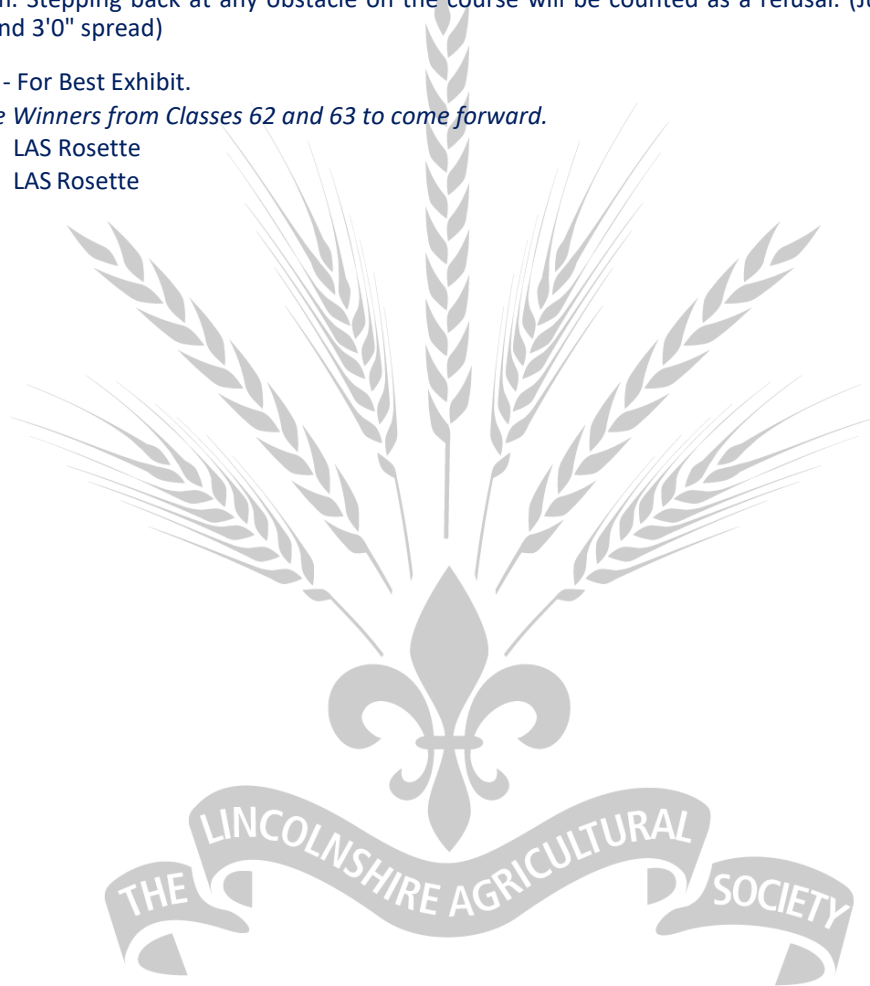 Stepping back at any obstacle on the course will be counted as a refusal.
nd 3'0" spread)
- For Best Exhibit.
e Winners from Classes 62 and 63 to come forward.
LAS Rosette
LAS Rosette
THE LINCOLNSHIRE AGRICULTURAL SOCIETY